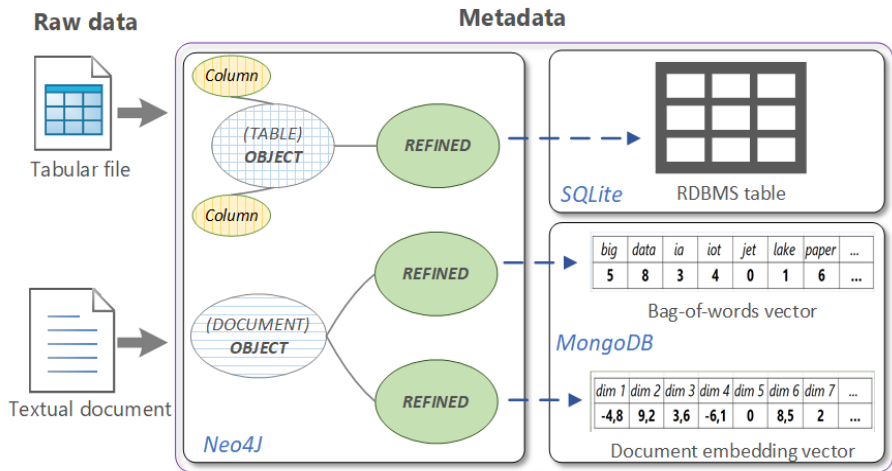 Raw data
Metadata
Column
(TABLE)
OBJECT
REFINED
Column
Tabular file
SQLite
RDBMS table
(DOCUMENT)
OBJECT
REFINED
REFINED
Textual document
Neo4J
big data ia iot jet lake paper ...
5 8 3 4 0 1 6 ...
Bag-of-words vector
MongoDB
dim 1 dim 2 dim 3 dim 4 dim 5 dim 6 dim 7 ...
-4,8 9,2 3,6 -6,1 0 8,5 2 ...
Document embedding vector